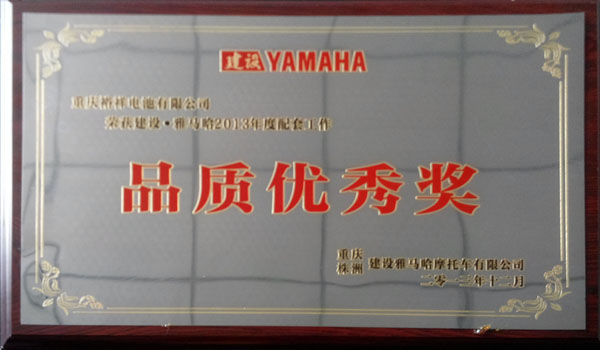 建设 YAMAHA
重庆裕祥电池有限公司
荣获建设·雅马哈2013年度配套工作
品质优秀奖
重庆
株洲 建设雅马哈摩托车有限公司
二零一三年十二月